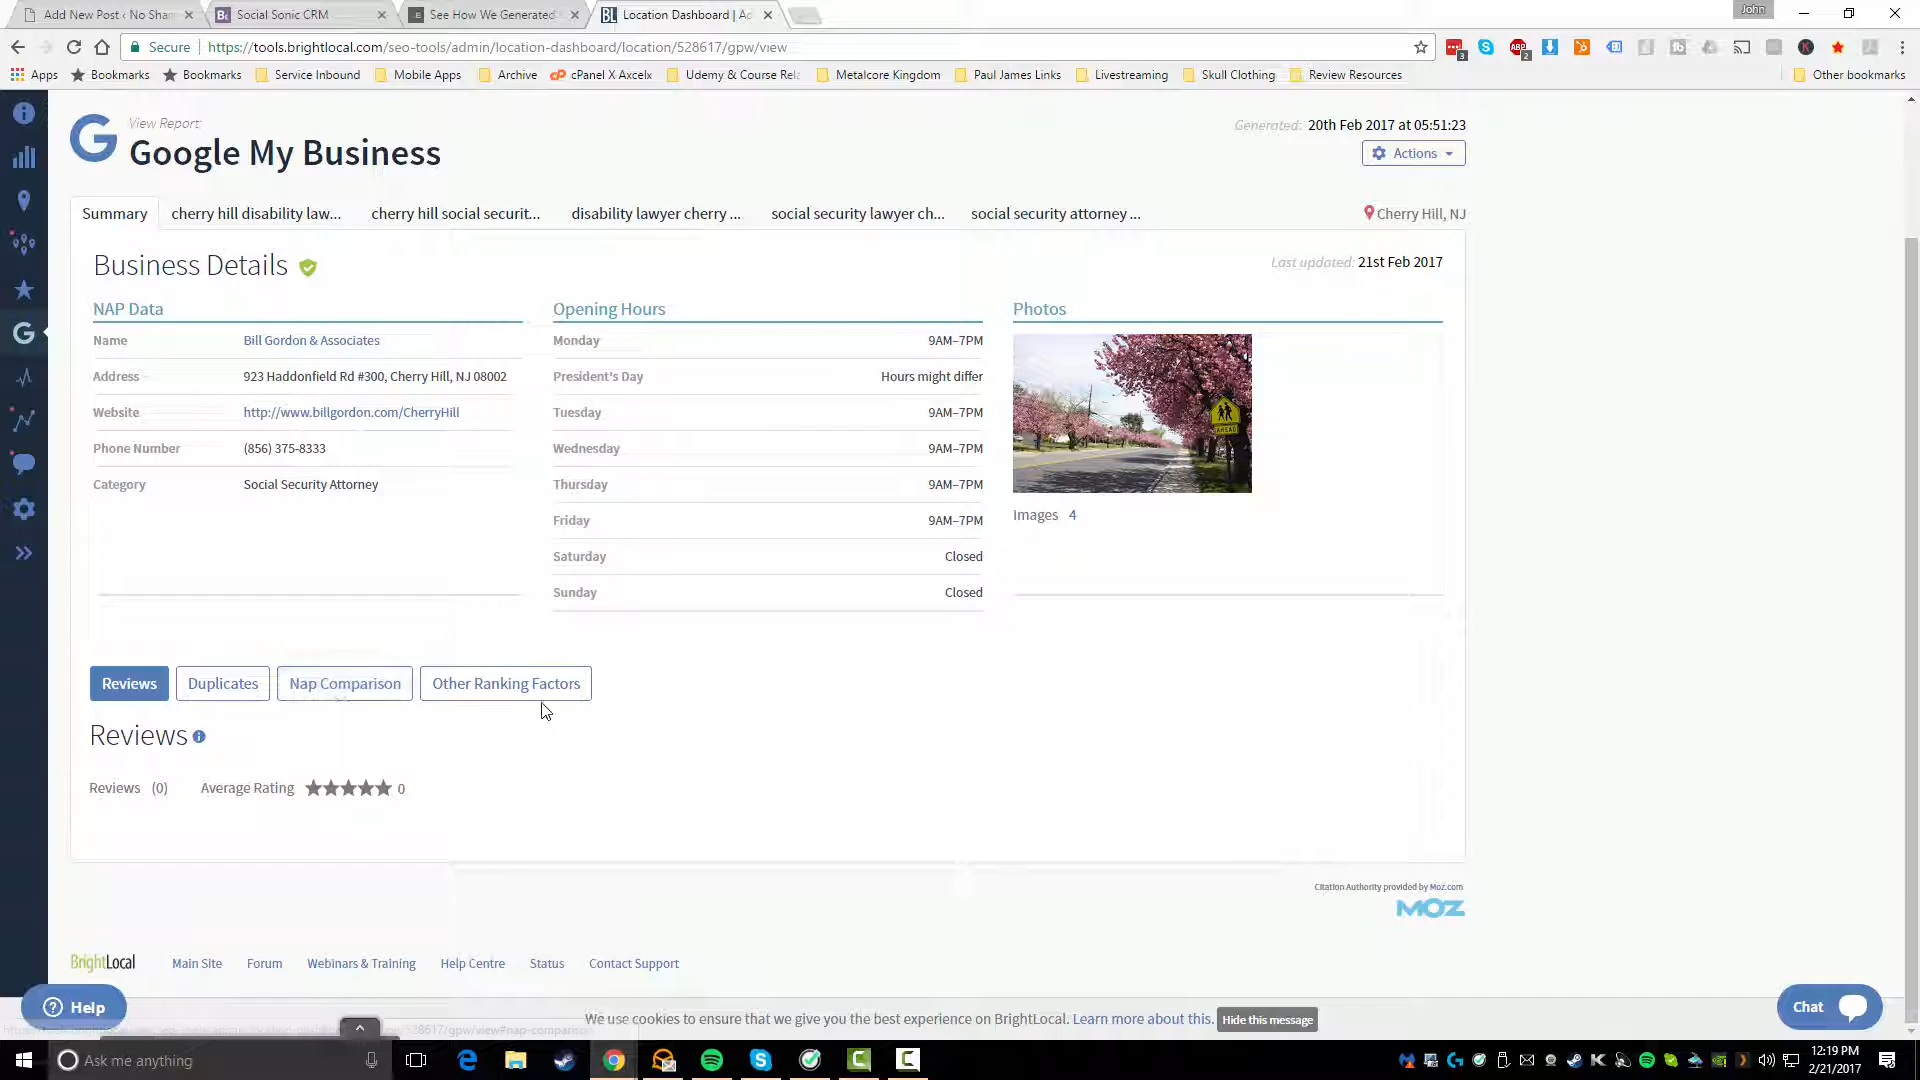 Add New Post ‹ No Sham
Social Sonic CRM
See How We Generated
Location Dashboard | Ad
John
Secure
https://tools.brightlocal.com/seo-tools/admin/location-dashboard/location/528617/gpw/view
Apps
Bookmarks
Bookmarks
Service Inbound
Mobile Apps
Archive
cPanel X Axcelx
Udemy & Course Rela
Metalcore Kingdom
Paul James Links
Livestreaming
Skull Clothing
Review Resources
Other bookmarks
View Report:
Google My Business
Generated: 20th Feb 2017 at 05:51:23
Actions
Summary
cherry hill disability law...
cherry hill social securit...
disability lawyer cherry ...
social security lawyer ch...
social security attorney ...
Cherry Hill, NJ
Business Details
Last updated: 21st Feb 2017
NAP Data
Name Bill Gordon & Associates
Address 923 Haddonfield Rd #300, Cherry Hill, NJ 08002
Website http://www.billgordon.com/CherryHill
Phone Number (856) 375-8333
Category Social Security Attorney
Opening Hours
Monday 9AM–7PM
President's Day Hours might differ
Tuesday 9AM–7PM
Wednesday 9AM–7PM
Thursday 9AM–7PM
Friday 9AM–7PM
Saturday Closed
Sunday Closed
Photos
AHEAD
Images 4
Reviews
Duplicates
Nap Comparison
Other Ranking Factors
Reviews
Reviews (0) Average Rating 0
Citation Authority provided by Moz.com
MOZ
BrightLocal
Main Site
Forum
Webinars & Training
Help Centre
Status
Contact Support
Help
We use cookies to ensure that we give you the best experience on BrightLocal. Learn more about this.
Hide this message
Chat
Ask me anything
12:19 PM
2/21/2017